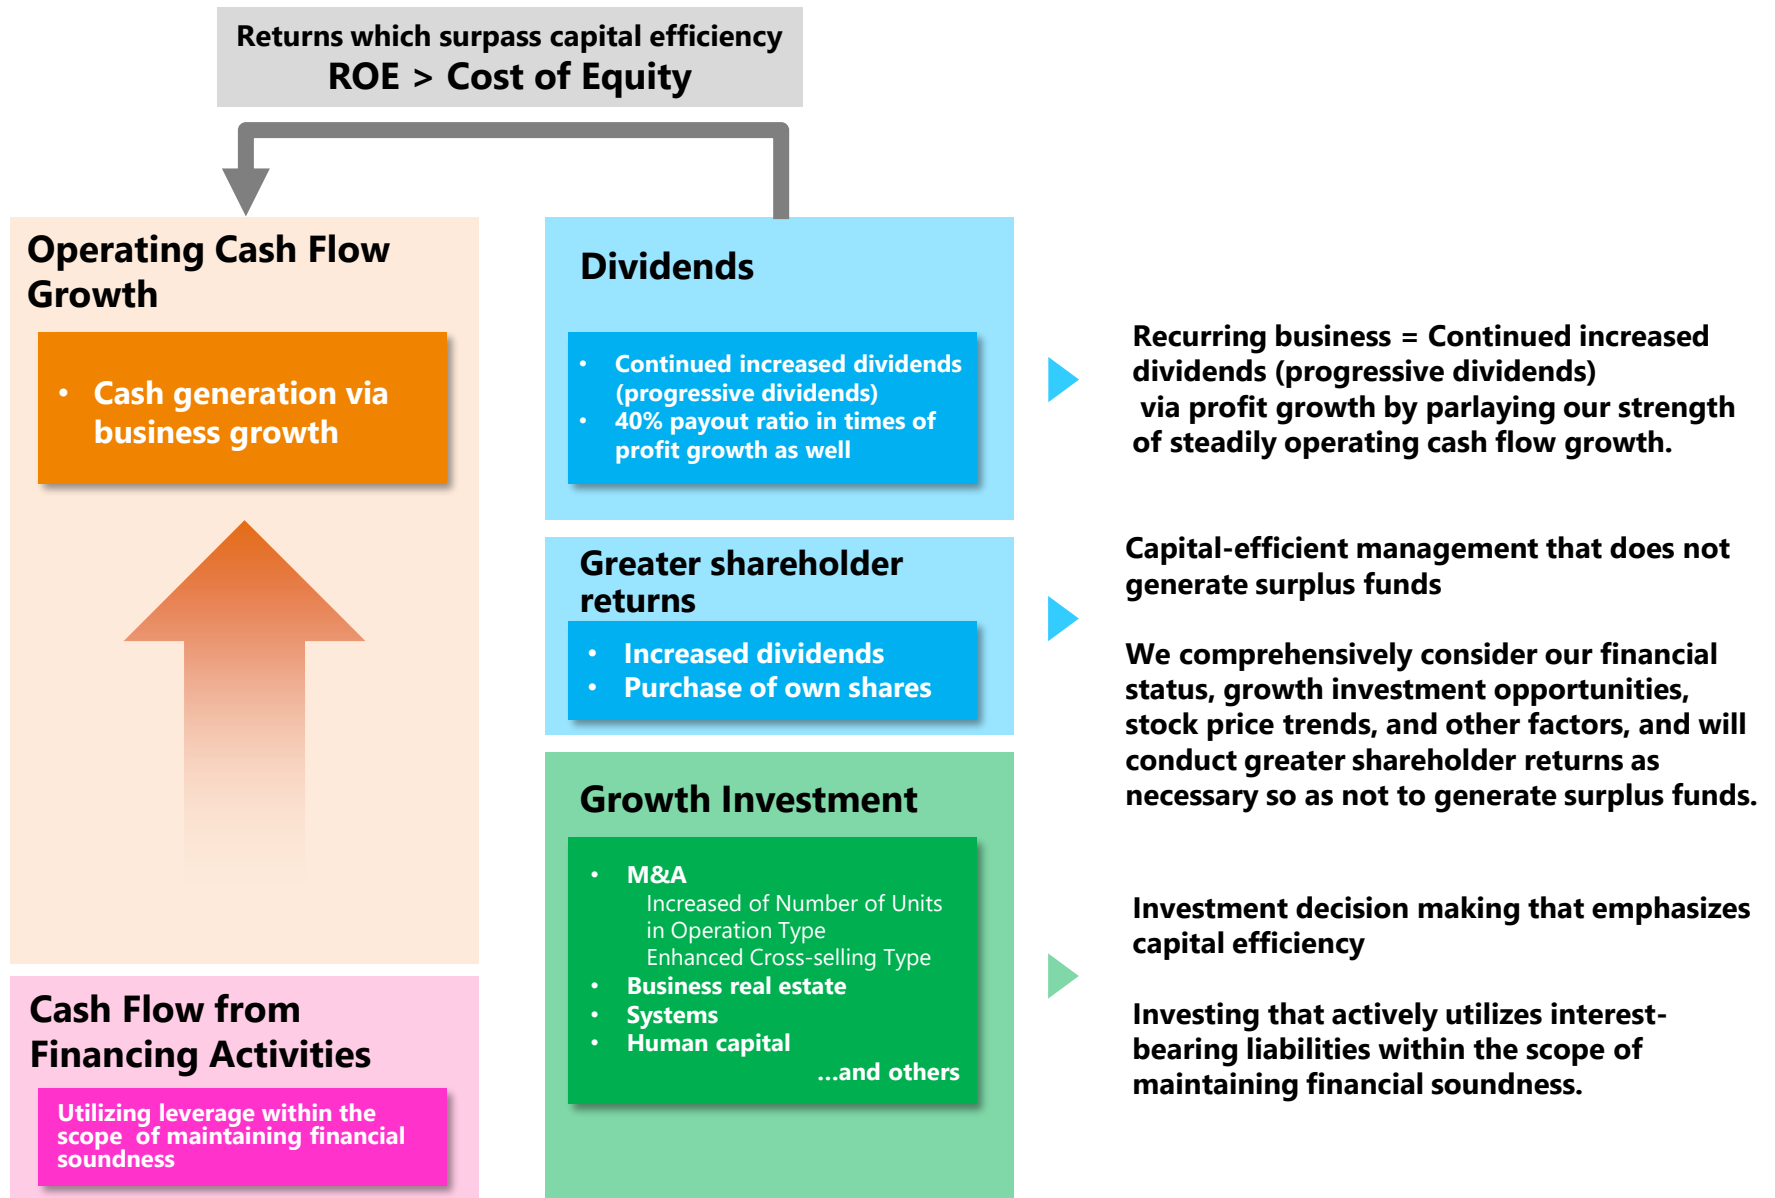 Returns which surpass capital efficiency
ROE > Cost of Equity
Operating Cash Flow
Growth
• Cash generation via
business growth
Cash Flow from
Financing Activities
Utilizing leverage within the
scope of maintaining financial
soundness
Dividends
• Continued increased dividends
(progressive dividends)
• 40% payout ratio in times of
profit growth as well
Recurring business = Continued increased
dividends (progressive dividends)
via profit growth by parlaying our strength
of steadily operating cash flow growth.
Greater shareholder
returns
• Increased dividends
• Purchase of own shares
Capital-efficient management that does not
generate surplus funds
We comprehensively consider our financial
status, growth investment opportunities,
stock price trends, and other factors, and will
conduct greater shareholder returns as
necessary so as not to generate surplus funds.
Growth Investment
• M&A
Increased of Number of Units
in Operation Type
Enhanced Cross-selling Type
• Business real estate
• Systems
• Human capital
...and others
Investment decision making that emphasizes
capital efficiency
Investing that actively utilizes interest-
bearing liabilities within the scope of
maintaining financial soundness.